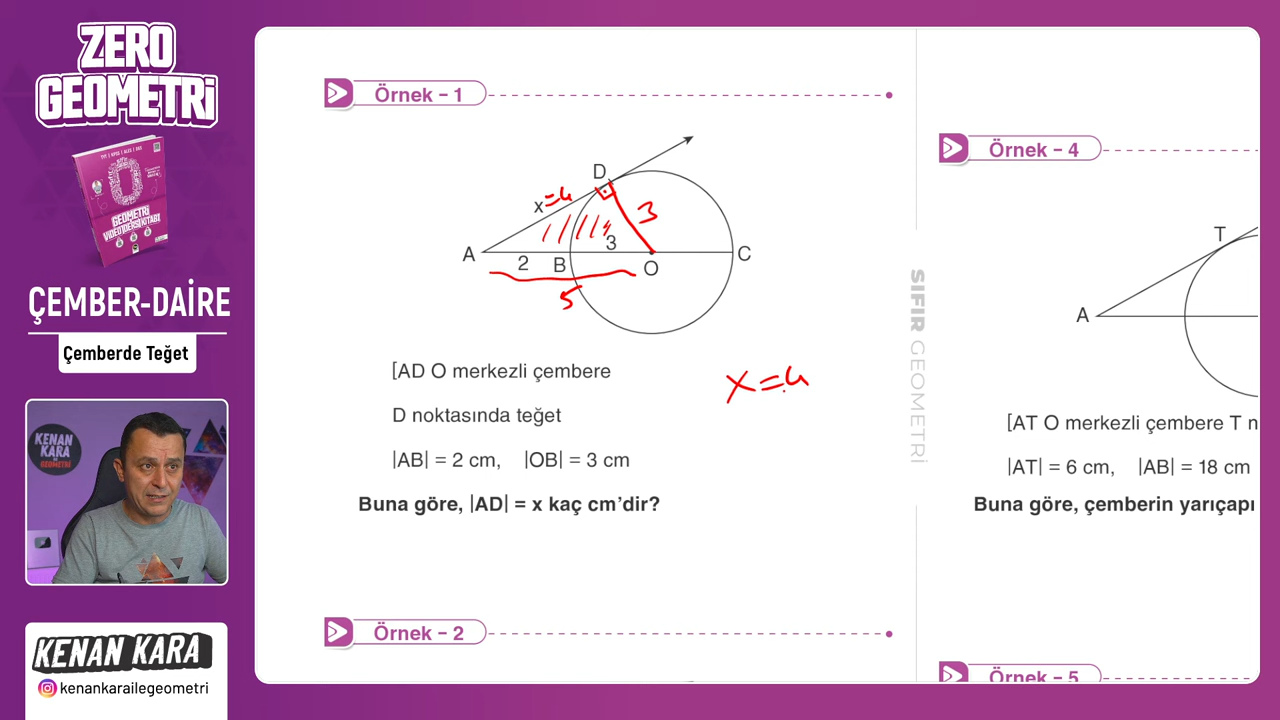 ZERO
GEOMETRİ
GEOMETRİ
VİDEO DERS KİTABI
ÇEMBER-DAİRE
Çemberde Teğet
KENAN
KARA
GEOMETRİ
KENAN KARA
kenankarailegeometri
Örnek – 1
D
x =4
3
3
A
2
B
O
C
5
[AD O merkezli çembere
D noktasında teğet
|AB| = 2 cm, |OB| = 3 cm
Buna göre, |AD| = x kaç cm’dir?
x=4
Örnek – 2
SIFIR GEOMETRİ
Örnek – 4
T
A
[AT O merkezli çembere T n
|AT| = 6 cm, |AB| = 18 cm
Buna göre, çemberin yarıçapı
Örnek – 5